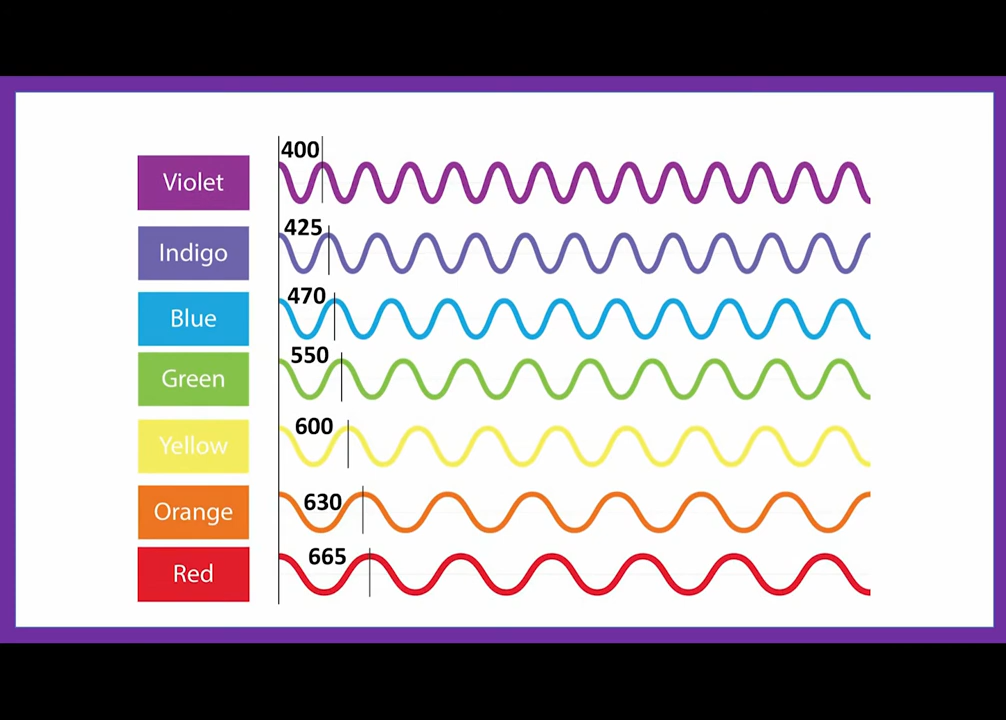 400
Violet
425
Indigo
470
Blue
550
Green
600
Yellow
630
Orange
665
Red